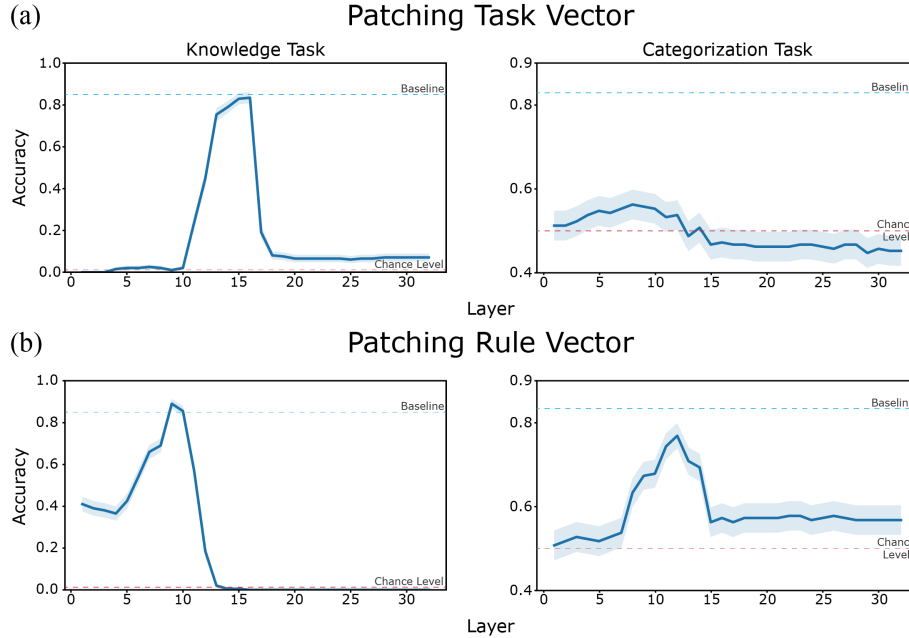 (a)
Patching Task Vector
Knowledge Task
Categorization Task
1.0
0.8
0.6
0.4
0.2
0.0
Accuracy
Baseline
Chance Level
0 5 10 15 20 25 30
0.9
0.8
0.6
0.4
Baselin
Chanc
Level
0 5 10 15 20 25 30
Layer
(b)
Patching Rule Vector
1.0
0.8
0.6
0.4
0.2
0.0
Accuracy
Baseline
Chance Level
0 5 10 15 20 25 30
0.9
0.8
0.6
0.4
Baselin
Chanc
Level
0 5 10 15 20 25 30
Layer